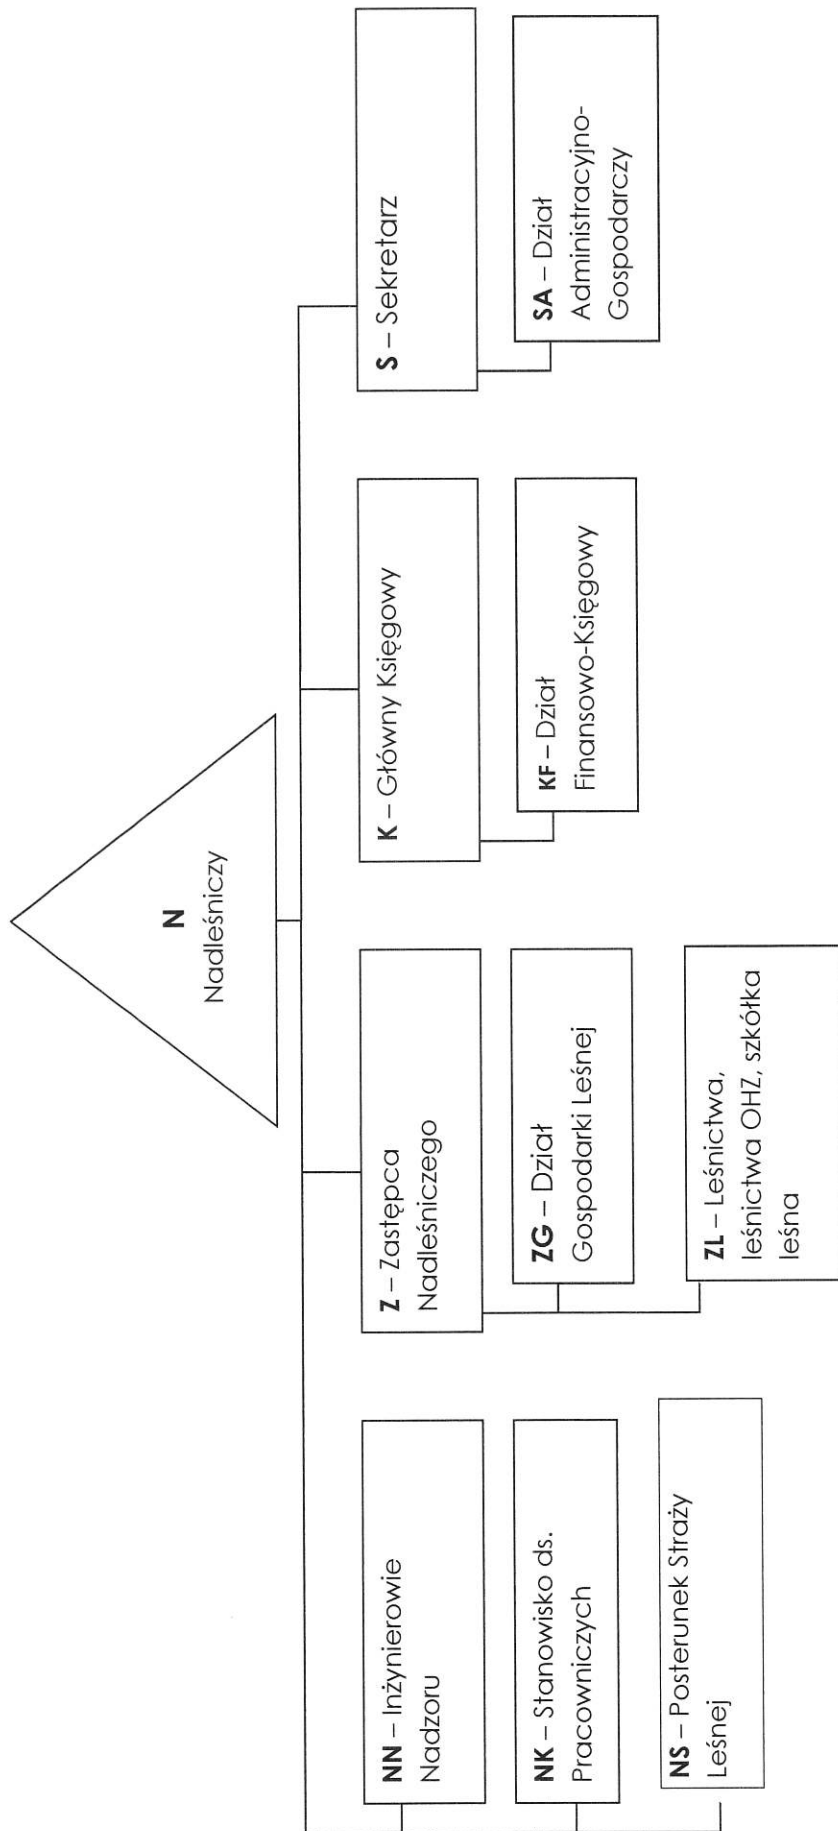 N
Nadleśniczy
NN – Inżynierowie
Nadzoru
NK – Stanowisko ds.
Pracowniczych
NS – Posterunek Straży
Leśnej
Z – Zastępca
Nadleśniczego
ZG – Dział
Gospodarki Leśnej
ZL – Leśnictwa,
leśnictwa OHZ, szkółka
leśna
K – Główny Księgowy
KF – Dział
Finansowo-Księgowy
S – Sekretarz
SA – Dział
Administracyjno-
Gospodarczy